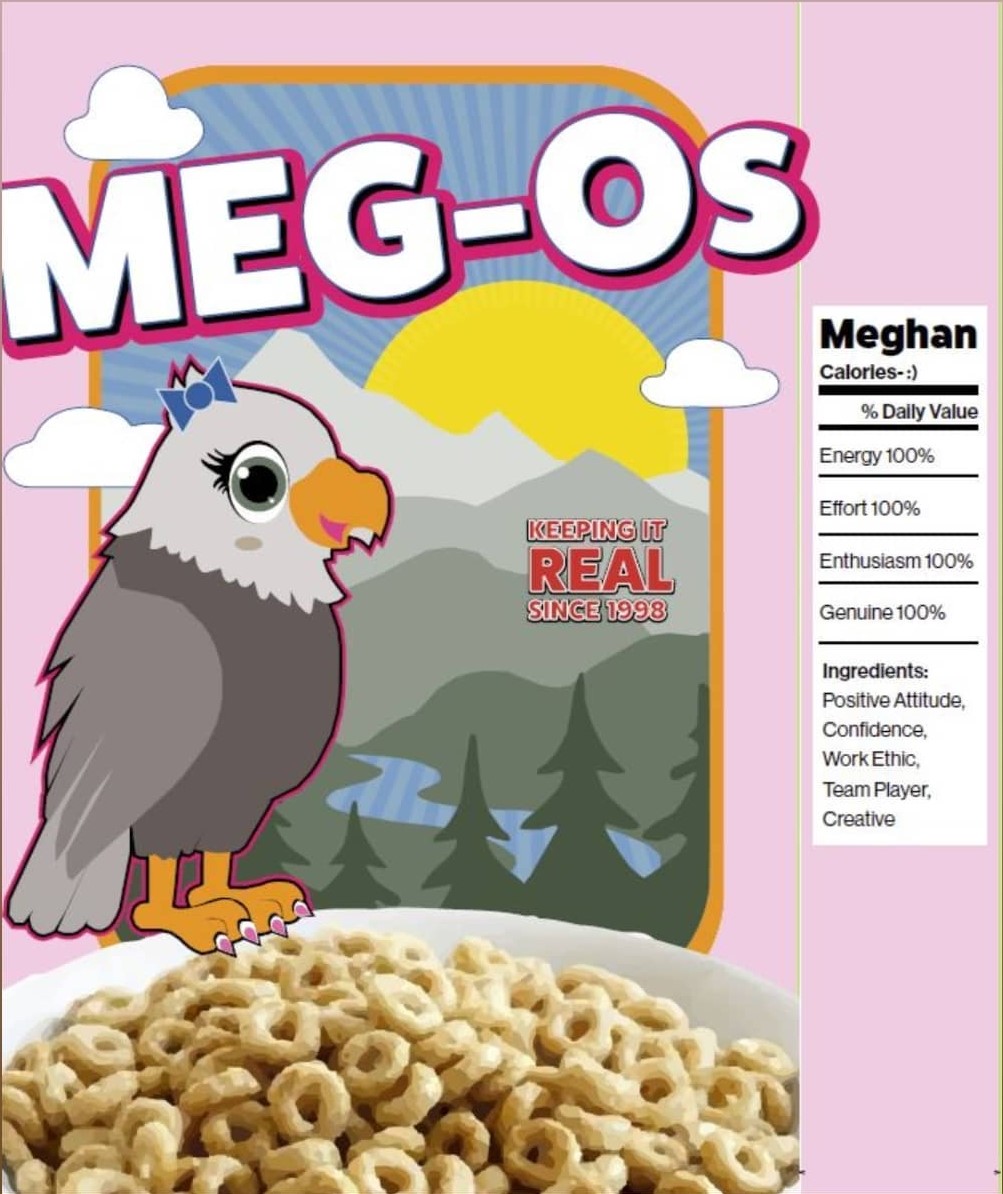 MEG-OS
KEEPING IT
REAL
SINCE 1998
Meghan
Calories- :)
% Daily Value
Energy 100%
Effort 100%
Enthusiasm 100%
Genuine 100%
Ingredients:
Positive Attitude,
Confidence,
Work Ethic,
Team Player,
Creative